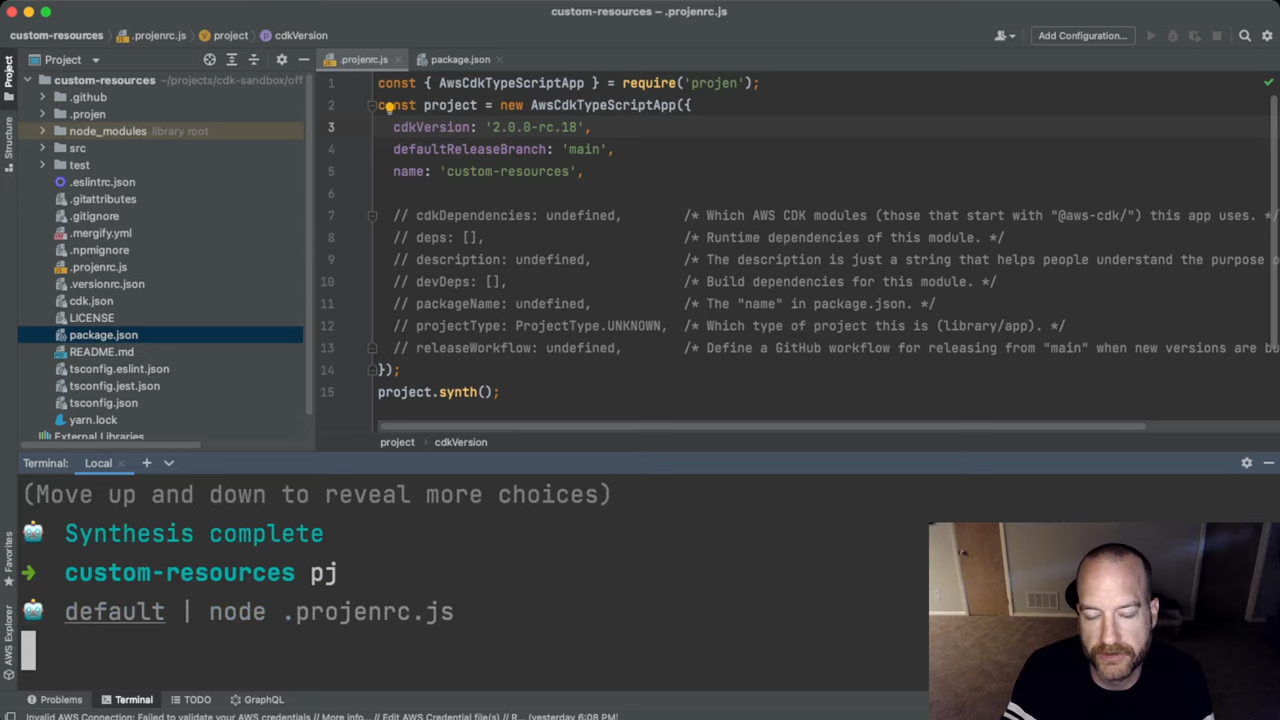 custom-resources – .projenrc.js
custom-resources
.projenrc.js
project
cdkVersion
Add Configuration...
Project
Project
Structure
Favorites
AWS Explorer
custom-resources ~/projects/cdk-sandbox/off
.github
.projen
node_modules library root
src
test
.eslintrc.json
.gitattributes
.gitignore
.mergify.yml
.npmignore
.projenrc.js
.versionrc.json
cdk.json
LICENSE
package.json
README.md
tsconfig.eslint.json
tsconfig.jest.json
tsconfig.json
yarn.lock
External Libraries
.projenrc.js
package.json
1 const { AwsCdkTypeScriptApp } = require('projen');
2 const project = new AwsCdkTypeScriptApp({
3 cdkVersion: '2.0.0-rc.18',
4 defaultReleaseBranch: 'main',
5 name: 'custom-resources',
6
7 // cdkDependencies: undefined, /* Which AWS CDK modules (those that start with "@aws-cdk/") this app uses. */
8 // deps: [], /* Runtime dependencies of this module. */
9 // description: undefined, /* The description is just a string that helps people understand the purpose o
10 // devDeps: [], /* Build dependencies for this module. */
11 // packageName: undefined, /* The "name" in package.json. */
12 // projectType: ProjectType.UNKNOWN, /* Which type of project this is (library/app). */
13 // releaseWorkflow: undefined, /* Define a GitHub workflow for releasing from "main" when new versions are bu
14 });
15 project.synth();
project
cdkVersion
Terminal: Local
(Move up and down to reveal more choices)
Synthesis complete
custom-resources pj
default | node .projenrc.js
Problems
Terminal
TODO
GraphQL
Invalid AWS Connection: Failed to validate your AWS credentials // More info // Edit AWS Credential file(s) // R... (yesterday 6:08 PM)